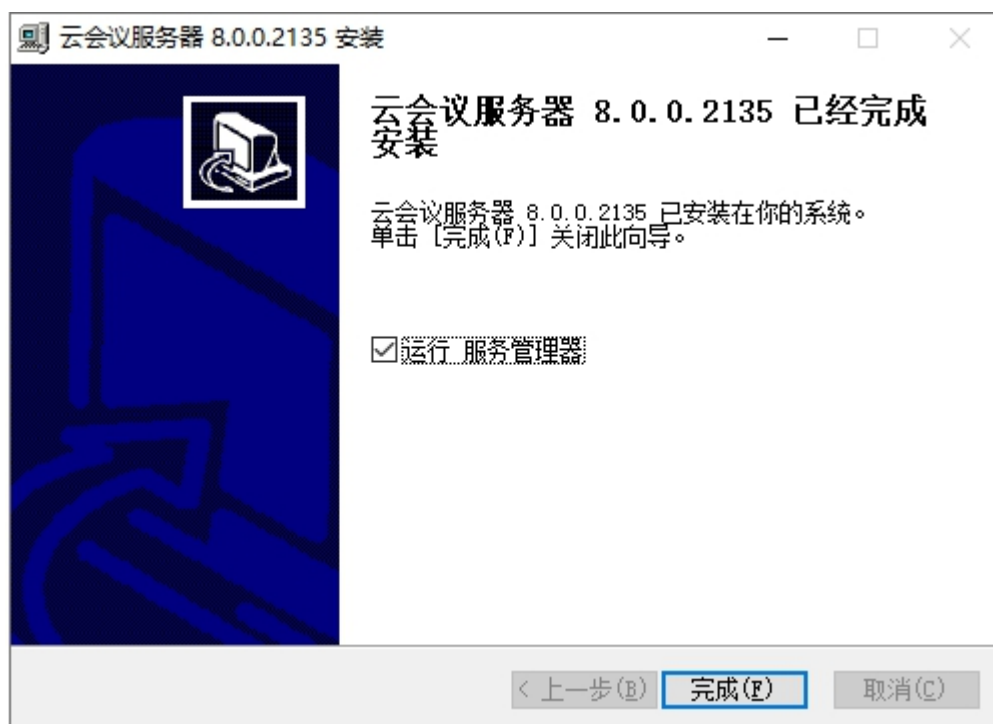 云会议服务器 8.0.0.2135 安装
云会议服务器 8.0.0.2135 已经完成
安装
云会议服务器 8.0.0.2135 已安装在你的系统。
单击 [完成(F)] 关闭此向导。
运行 服务管理器
< 上一步(B) 完成(F) 取消(C)